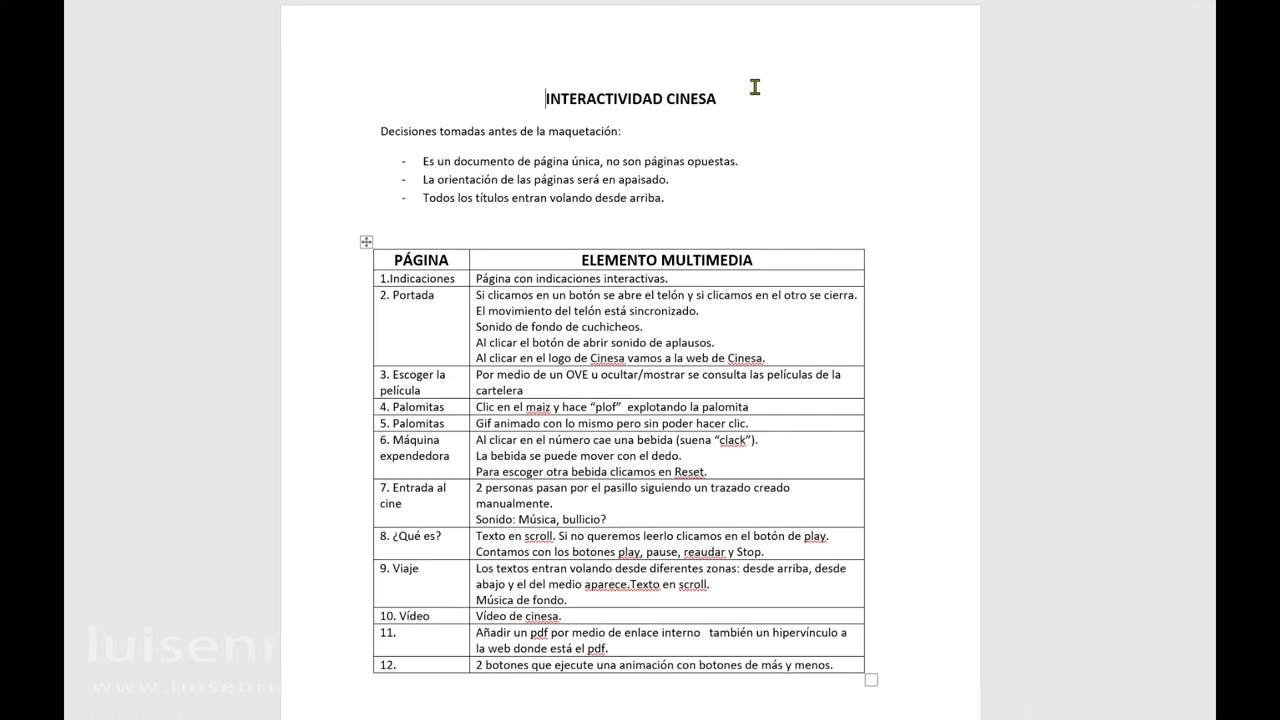 INTERACTIVIDAD CINESA
Decisiones tomadas antes de la maquetación:
- Es un documento de página única, no son páginas opuestas.
- La orientación de las páginas será en apaisado.
- Todos los títulos entran volando desde arriba.
PÁGINA ELEMENTO MULTIMEDIA
1.Indicaciones Página con indicaciones interactivas.
2. Portada Si clicamos en un botón se abre el telón y si clicamos en el otro se cierra.
El movimiento del telón está sincronizado.
Sonido de fondo de cuchicheos.
Al clicar el botón de abrir sonido de aplausos.
Al clicar en el logo de Cinesa vamos a la web de Cinesa.
3. Escoger la Por medio de un OVE u ocultar/mostrar se consulta las películas de la
película cartelera
4. Palomitas Clic en el maiz y hace “plof” explotando la palomita
5. Palomitas Gif animado con lo mismo pero sin poder hacer clic.
6. Máquina Al clicar en el número cae una bebida (suena “clack”).
expendedora La bebida se puede mover con el dedo.
Para escoger otra bebida clicamos en Reset.
7. Entrada al 2 personas pasan por el pasillo siguiendo un trazado creado
cine manualmente.
Sonido: Música, bullicio?
8. ¿Qué es? Texto en scroll. Si no queremos leerlo clicamos en el botón de play.
Contamos con los botones play, pause, reaudar y Stop.
9. Viaje Los textos entran volando desde diferentes zonas: desde arriba, desde
abajo y el del medio aparece.Texto en scroll.
Música de fondo.
10. Vídeo Vídeo de cinesa.
11. Añadir un pdf por medio de enlace interno también un hipervínculo a
la web donde está el pdf.
12. 2 botones que ejecute una animación con botones de más y menos.